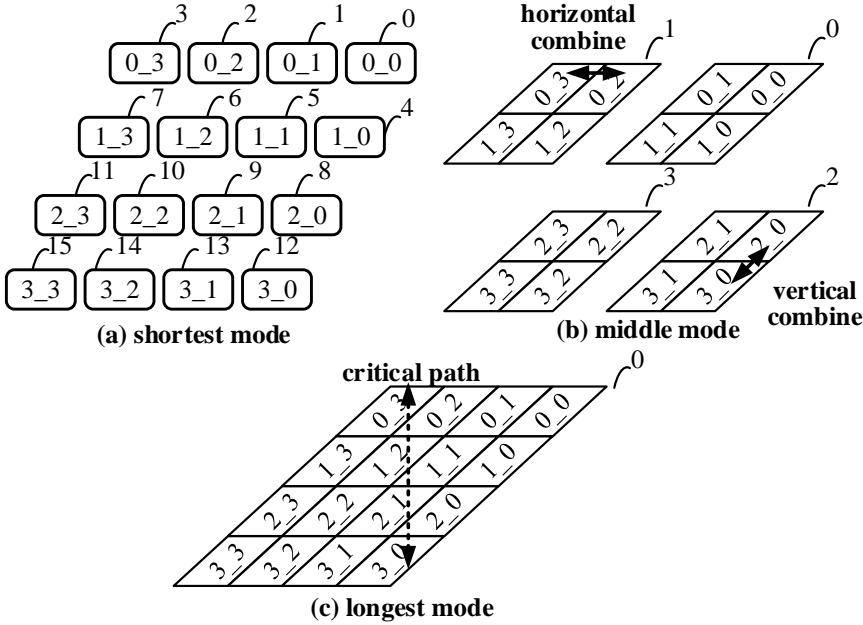 3 2 1 0
0_3 0_2 0_1 0_0
7 6 5 4
1_3 1_2 1_1 1_0
11 10 9 8
2_3 2_2 2_1 2_0
15 14 13 12
3_3 3_2 3_1 3_0
(a) shortest mode
horizontal
combine
1 0
0_3 0_2 0_1 0_0
1_3 1_2 1_1 1_0
3 2
2_3 2_2 2_1 2_0
3_3 3_2 3_1 3_0
vertical
combine
(b) middle mode
critical path
0
0_3 0_2 0_1 0_0
1_3 1_2 1_1 1_0
2_3 2_2 2_1 2_0
3_3 3_2 3_1 3_0
(c) longest mode